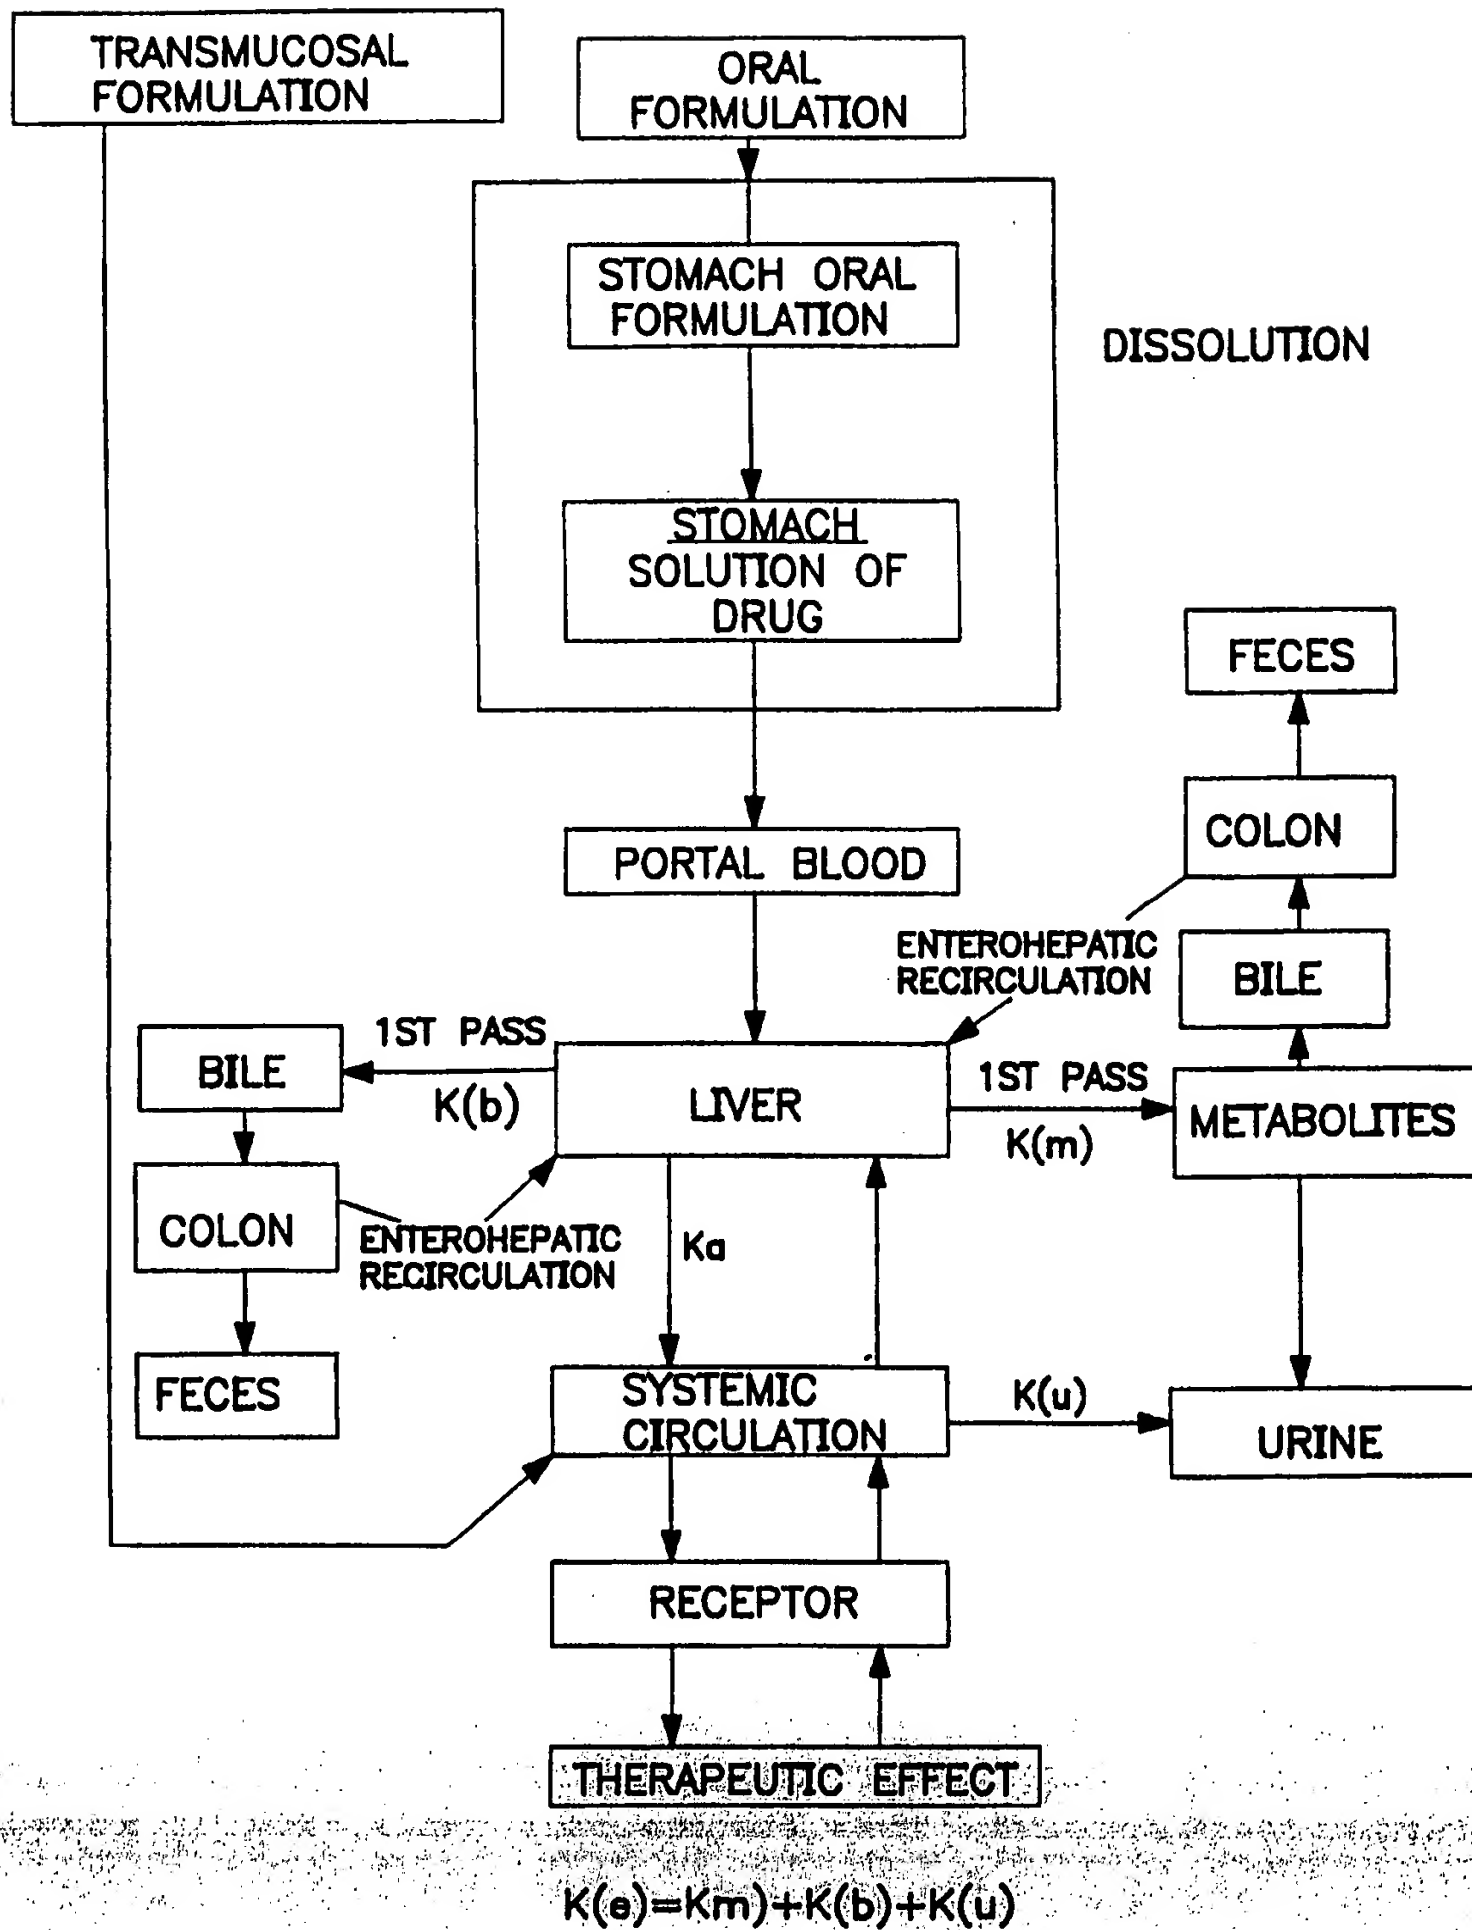 TRANSMUCOSAL
FORMULATION
ORAL
FORMULATION
STOMACH ORAL
FORMULATION
DISSOLUTION
STOMACH
SOLUTION OF
DRUG
FECES
COLON
PORTAL BLOOD
ENTEROHEPATIC
RECIRCULATION
BILE
1ST PASS
K(b)
BILE
LIVER
1ST PASS
K(m)
METABOLITES
COLON
ENTEROHEPATIC
RECIRCULATION
Ka
FECES
SYSTEMIC
CIRCULATION
K(u)
URINE
RECEPTOR
THERAPEUTIC EFFECT
K(e)=Km)+K(b)+K(u)